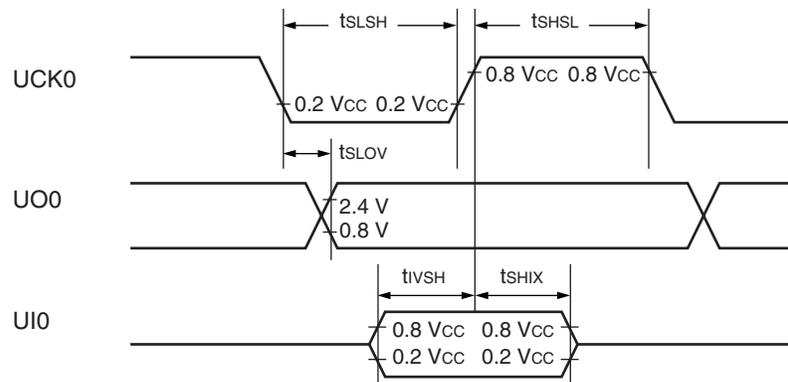 tSLSH tSHSL
UCK0
0.8 VCC 0.8 VCC
0.2 VCC 0.2 VCC
tSLOV
UO0
2.4 V
0.8 V
tIVSH tSHIX
UI0
0.8 VCC 0.8 VCC
0.2 VCC 0.2 VCC